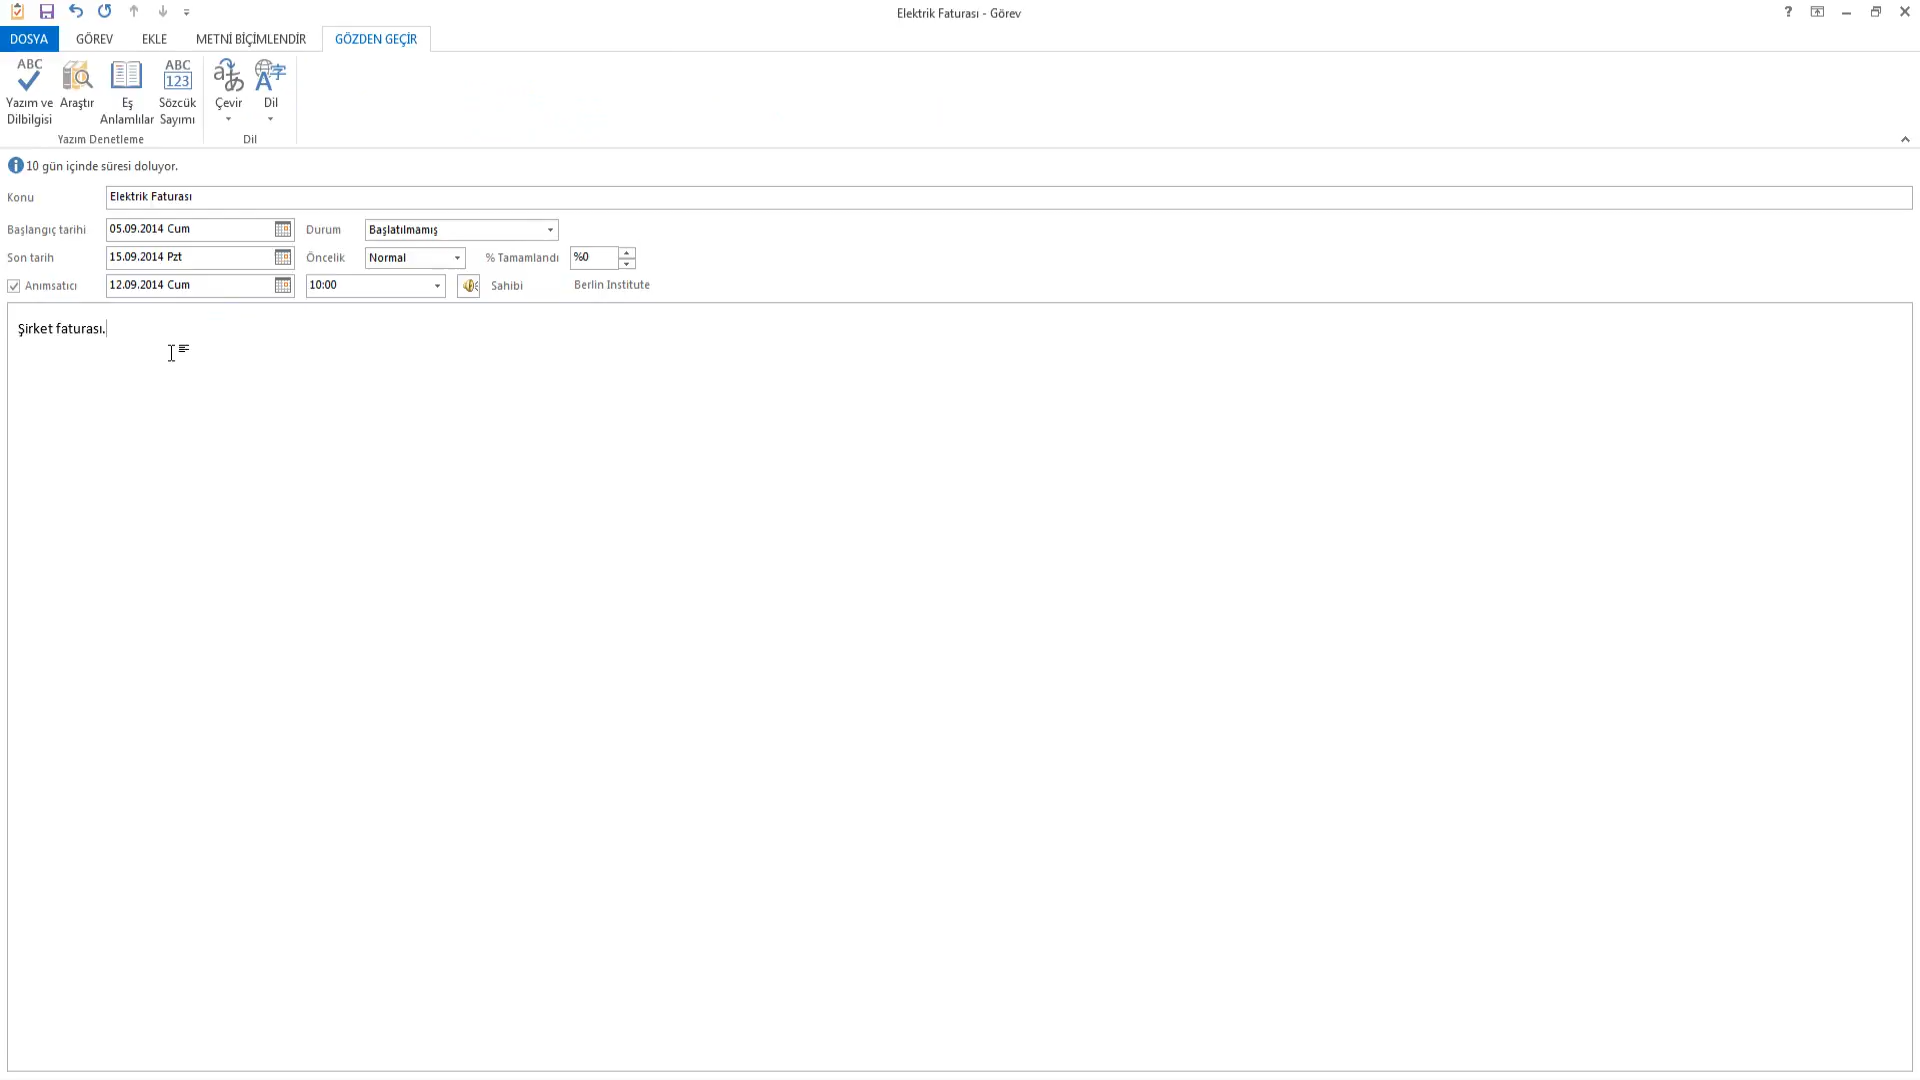 Elektrik Faturası - Görev
?
DOSYA GÖREV EKLE METNİ BİÇİMLENDİR GÖZDEN GEÇİR
ABC
ABC
123
Yazım ve Dilbilgisi
Araştır
Eş Anlamlılar
Sözcük Sayımı
Çevir
Dil
Yazım Denetleme
Dil
10 gün içinde süresi doluyor.
Konu Elektrik Faturası
Başlangıç tarihi 05.09.2014 Cum Durum Başlatılmamış
Son tarih 15.09.2014 Pzt Öncelik Normal % Tamamlandı %0
Anımsatıcı 12.09.2014 Cum 10:00 Sahibi Berlin Institute
Şirket faturası.